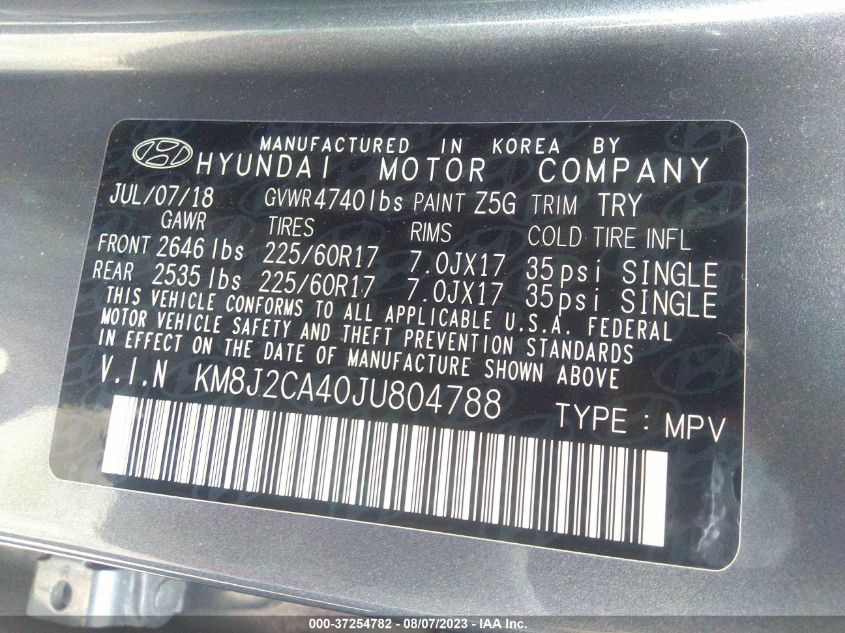 MANUFACTURED IN KOREA BY
HYUNDAI MOTOR COMPANY
JUL/07/18 GVWR 4740lbs PAINT Z5G TRIM TRY
GAWR TIRES RIMS COLD TIRE INFL
FRONT 2646 lbs 225/60R17 7.0JX17 35psi SINGLE
REAR 2535 lbs 225/60R17 7.0JX17 35psi SINGLE
THIS VEHICLE CONFORMS TO ALL APPLICABLE U.S.A. FEDERAL
MOTOR VEHICLE SAFETY AND THEFT PREVENTION STANDARDS
IN EFFECT ON THE DATE OF MANUFACTURE SHOWN ABOVE.
V.I.N KM8J2CA40JU804788 TYPE : MPV
000-37254782 - 08/07/2023 - © IAA Inc.